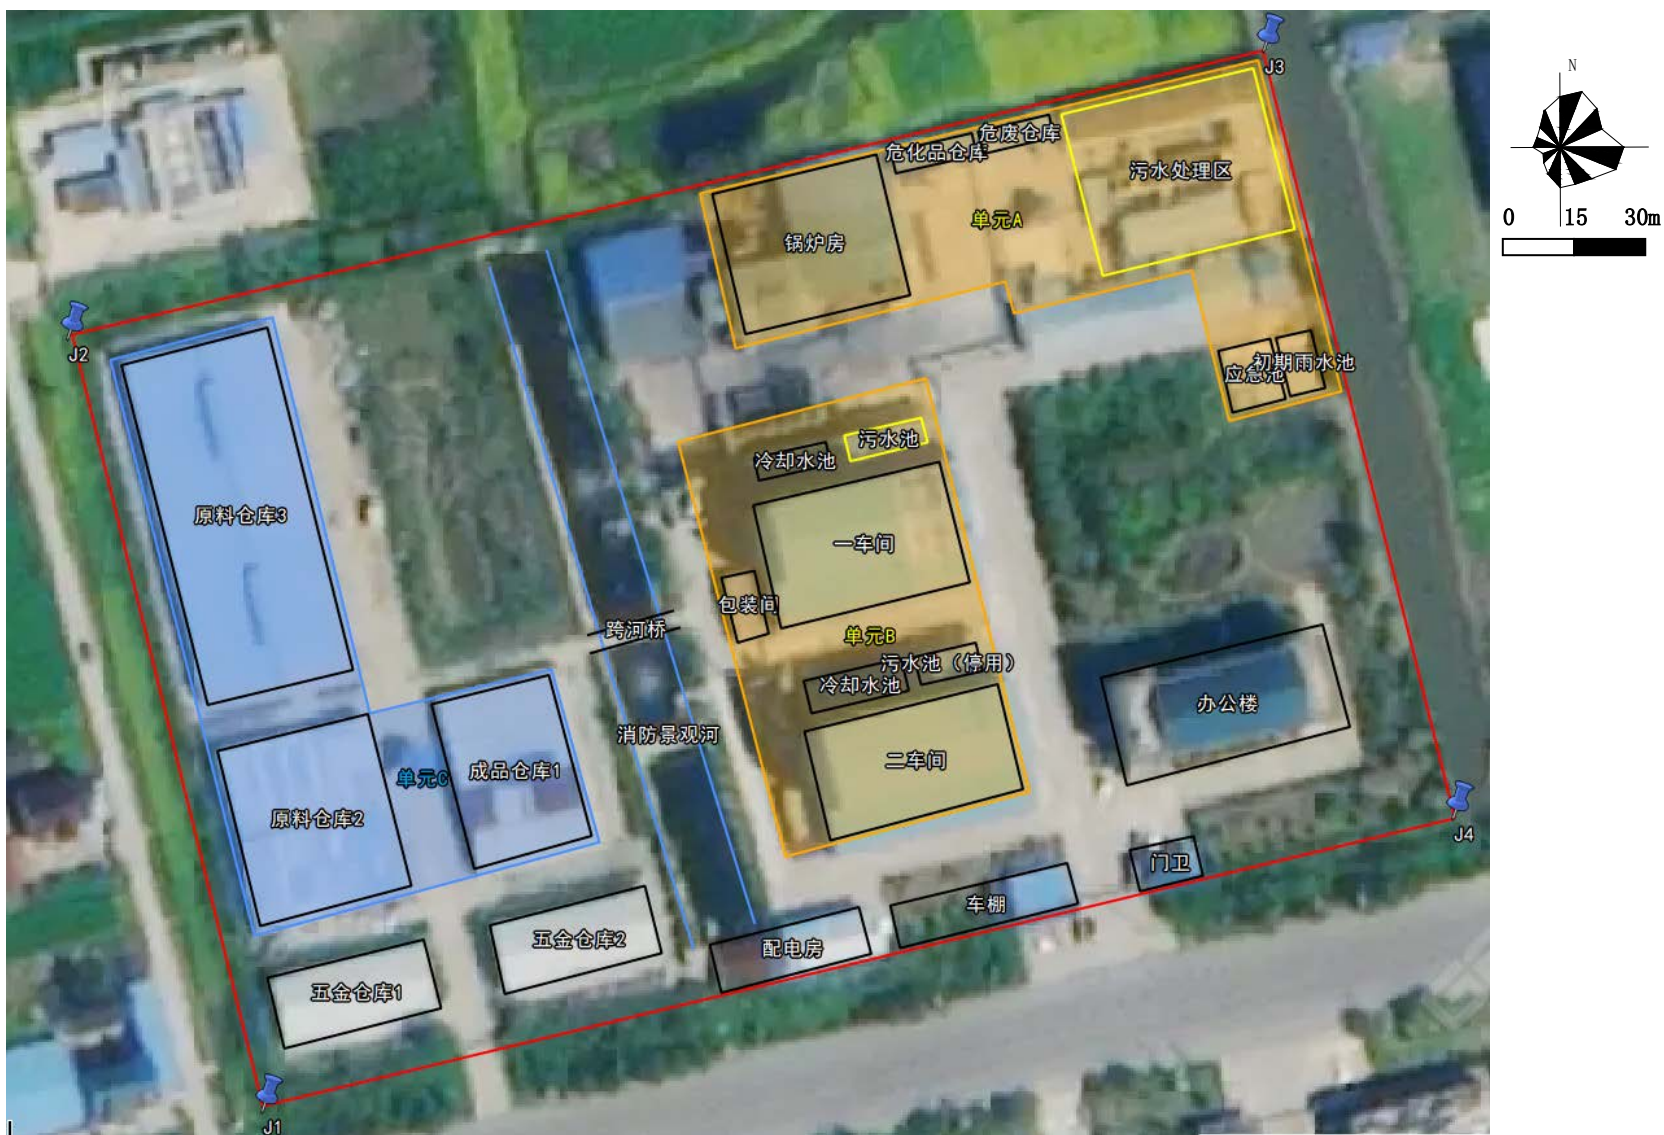 J3
N
0 15 30m
危废仓库
危化品仓库
污水处理区
单元A
锅炉房
J2
应急池
初期雨水池
污水池
冷却水池
原料仓库3
一车间
包装间
跨河桥
单元B
污水池（停用）
冷却水池
办公楼
消防景观河
二车间
成品仓库1
单元C
原料仓库2
J4
门卫
车棚
五金仓库2
配电房
五金仓库1
J1